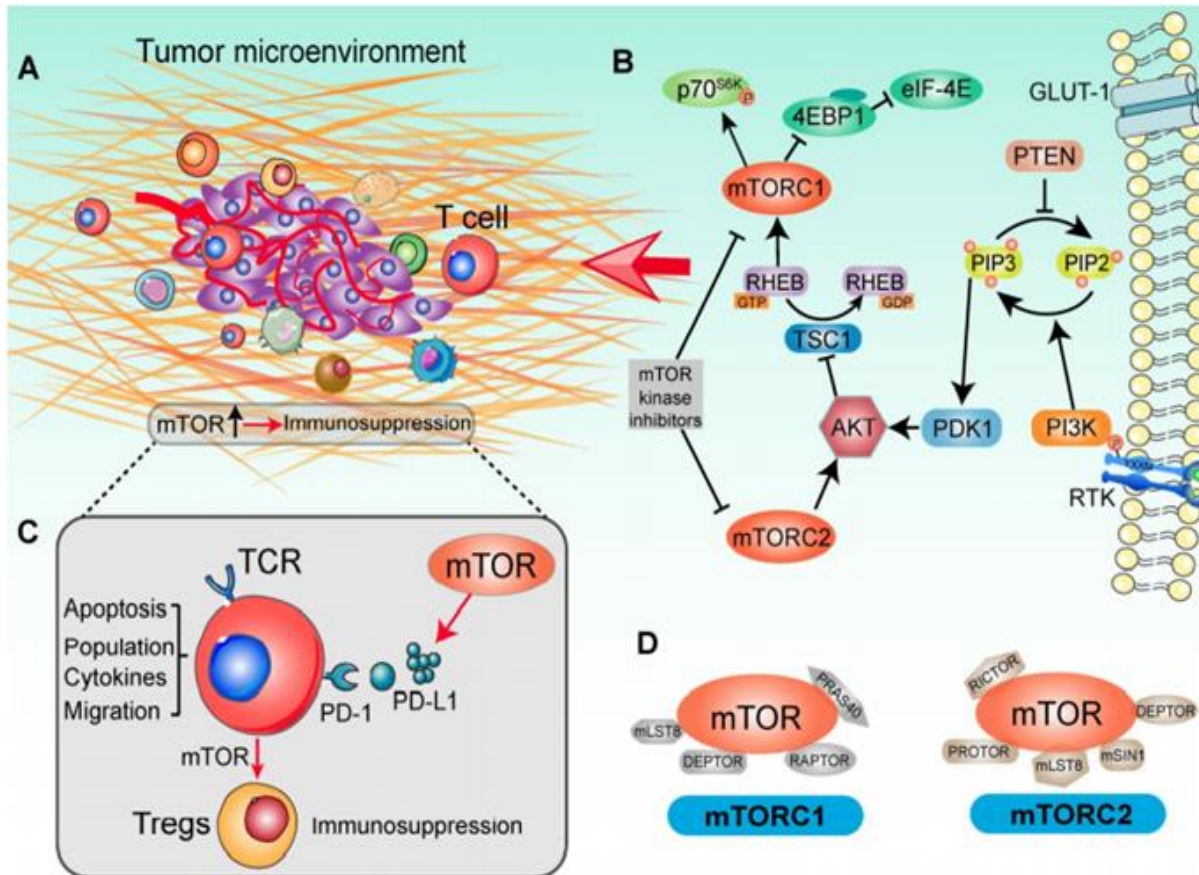 A
Tumor microenvironment
T cell
mTOR
Immunosuppression
B
p70S6K
P
4EBP1
eIF-4E
mTORC1
GLUT-1
PTEN
PIP3
PIP2
RHEB
GTP
RHEB
GDP
TSC1
mTOR
kinase
inhibitors
AKT
PDK1
PI3K
P
RTK
mTORC2
C
TCR
mTOR
Apoptosis
Population
Cytokines
Migration
PD-1
PD-L1
mTOR
Tregs
Immunosuppression
D
mTOR
PRAS40
mLST8
DEPTOR
RAPTOR
mTORC1
RICTOR
mTOR
DEPTOR
PROTOR
mLST8
mSIN1
mTORC2